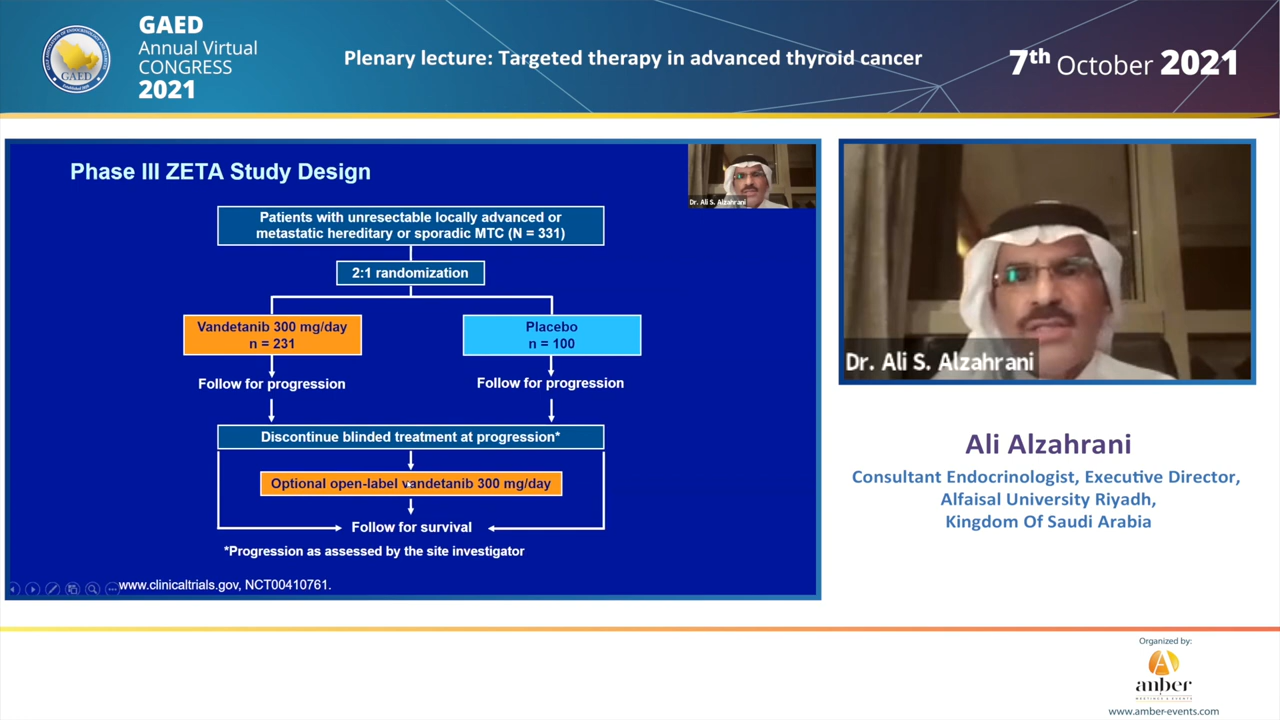 GAED
Annual Virtual
CONGRESS
2021
GAED
Plenary lecture: Targeted therapy in advanced thyroid cancer
7th October 2021
Phase III ZETA Study Design
Dr. Ali S. Alzahrani
Patients with unresectable locally advanced or
metastatic hereditary or sporadic MTC (N = 331)
2:1 randomization
Vandetanib 300 mg/day
n = 231
Placebo
n = 100
Follow for progression
Follow for progression
Discontinue blinded treatment at progression*
Optional open-label vandetanib 300 mg/day
Follow for survival
*Progression as assessed by the site investigator
www.clinicaltrials.gov, NCT00410761.
Dr. Ali S. Alzahrani
Ali Alzahrani
Consultant Endocrinologist, Executive Director,
Alfaisal University Riyadh,
Kingdom Of Saudi Arabia
Organized by:
anber
www.amber-events.com